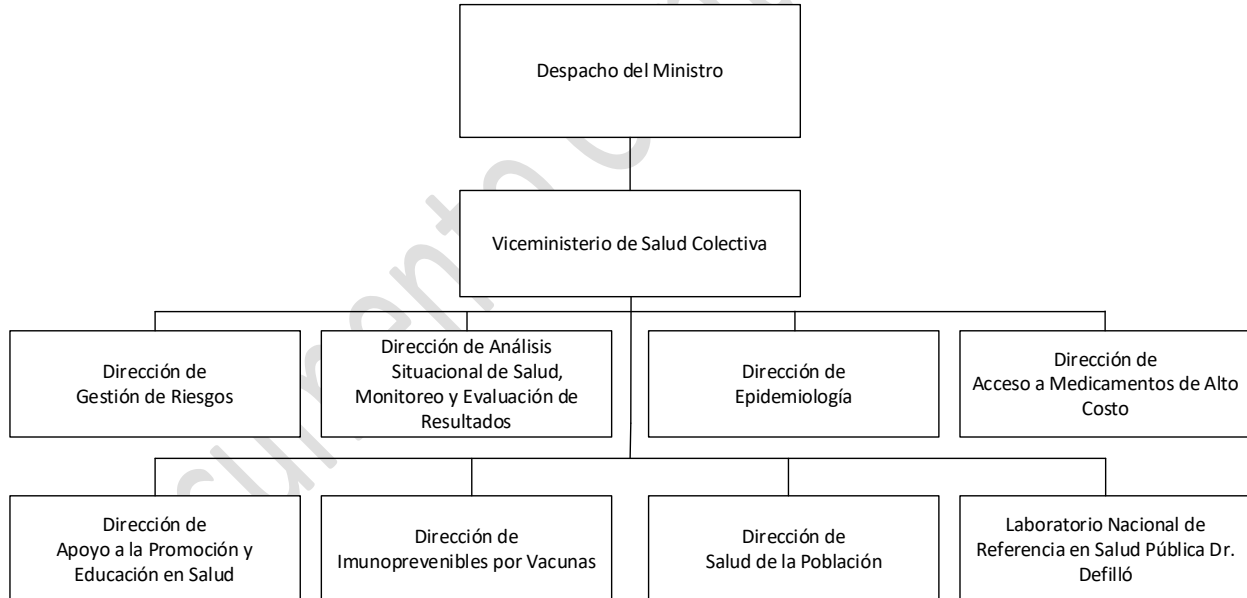 Despacho del Ministro
Viceministerio de Salud Colectiva
Dirección de
Gestión de Riesgos
Dirección de Análisis
Situacional de Salud,
Monitoreo y Evaluación de
Resultados
Dirección de
Epidemiología
Dirección de
Acceso a Medicamentos de Alto
Costo
Dirección de
Apoyo a la Promoción y
Educación en Salud
Dirección de
Imunoprevenibles por Vacunas
Dirección de
Salud de la Población
Laboratorio Nacional de
Referencia en Salud Pública Dr.
Defilló